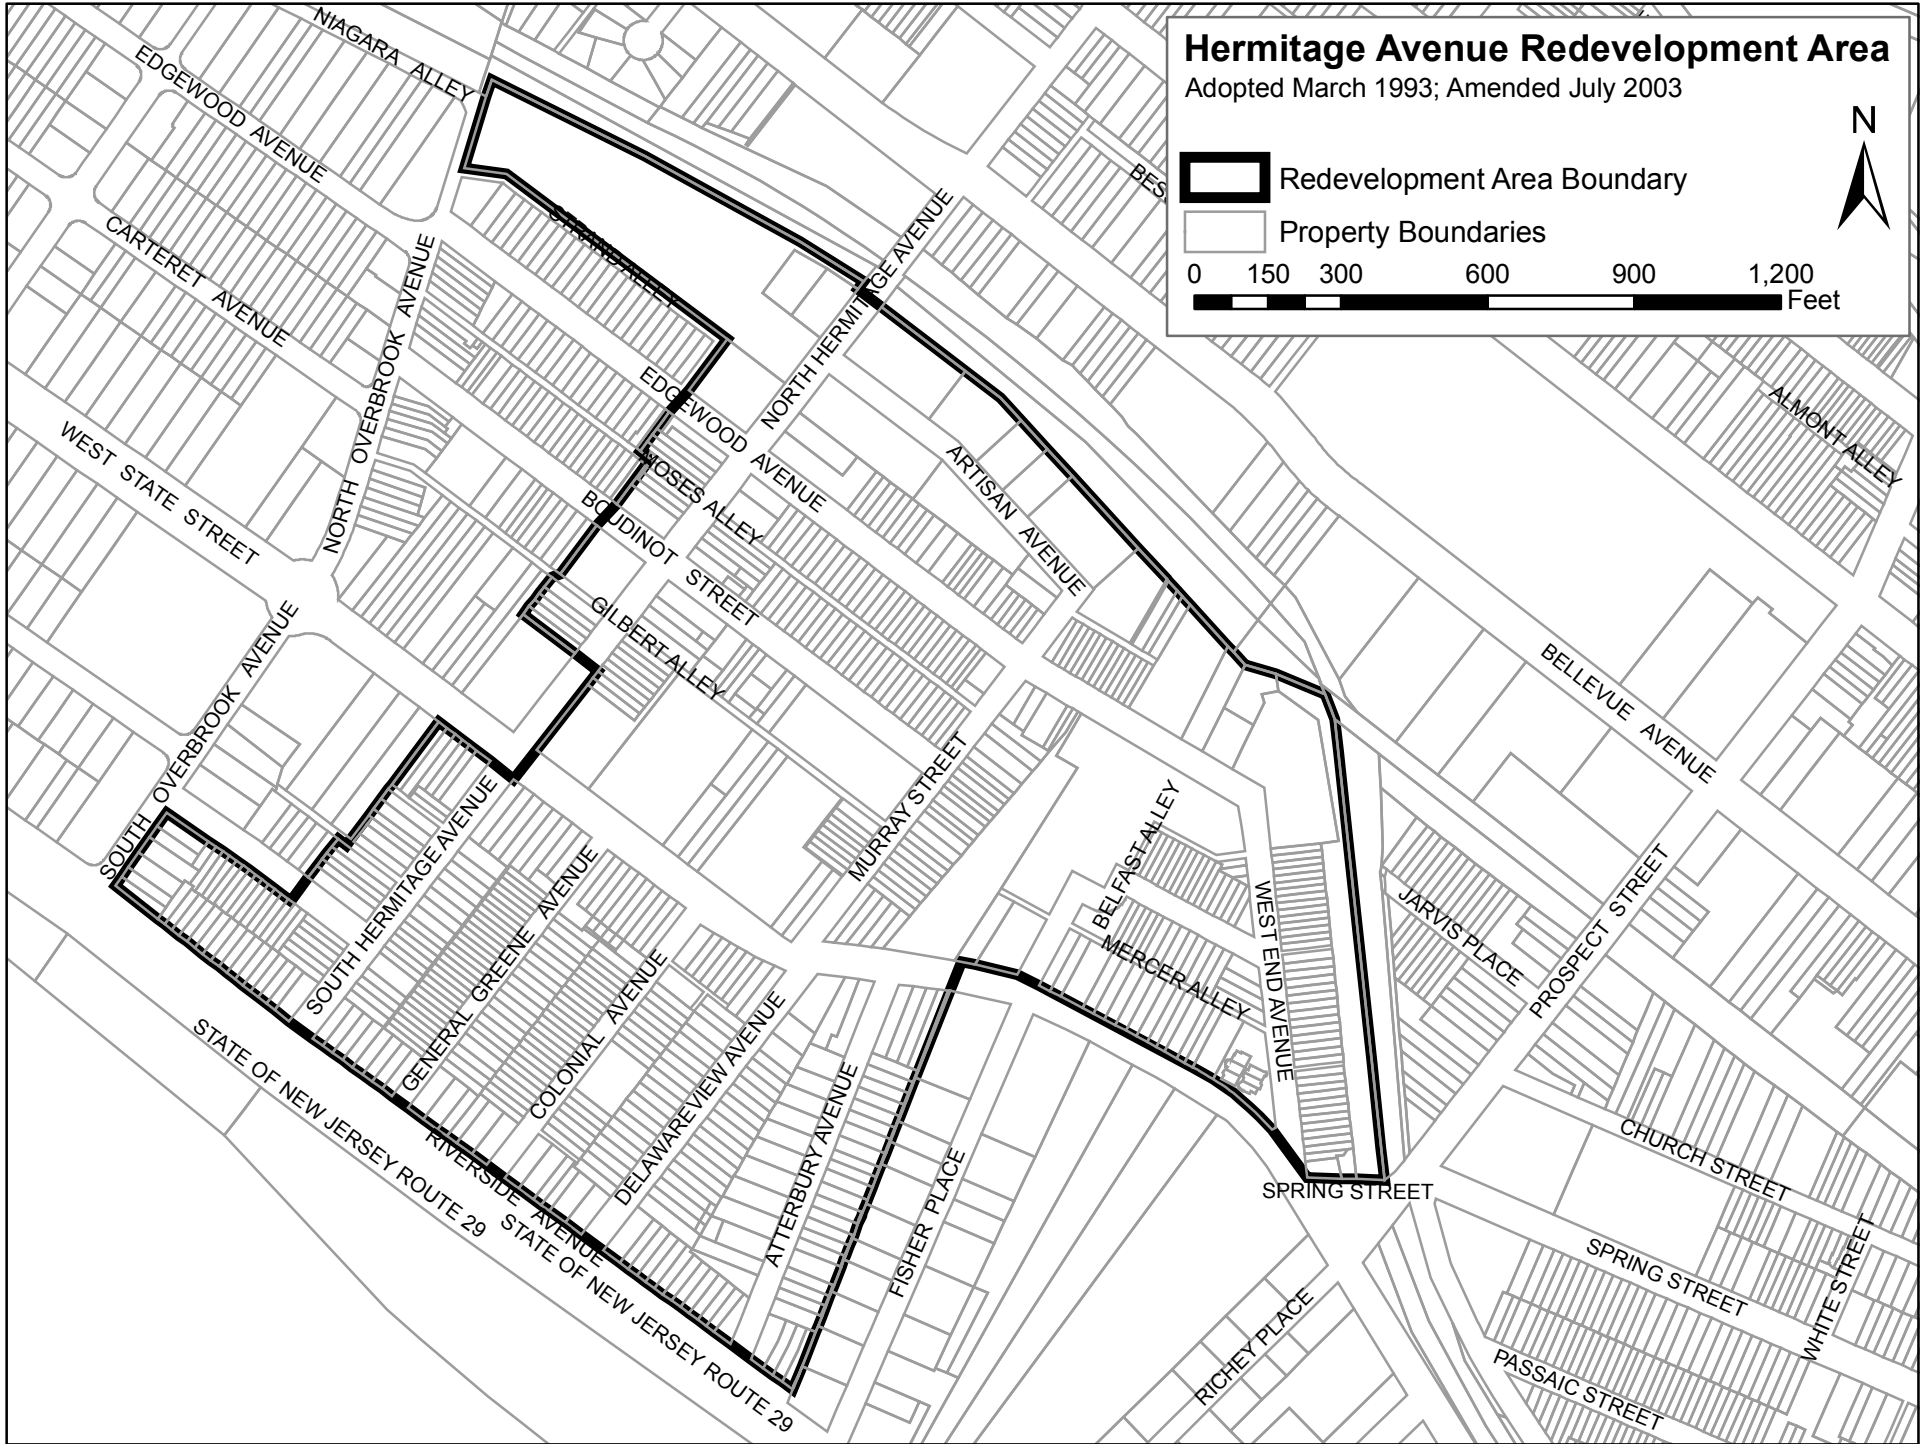 Hermitage Avenue Redevelopment Area
Adopted March 1993; Amended July 2003
N
Redevelopment Area Boundary
Property Boundaries
0 150 300 600 900 1,200
Feet
NIAGARA ALLEY
EDGEWOOD AVENUE
CARTERET AVENUE
WEST STATE STREET
NORTH OVERBROOK AVENUE
STRAND ALLEY
NORTH HERMITAGE AVENUE
EDGEWOOD AVENUE
MOSES ALLEY
BOUDINOT STREET
GILBERT ALLEY
ARTISAN AVENUE
ALMONT ALLEY
BELLEVUE AVENUE
SOUTH OVERBROOK AVENUE
SOUTH HERMITAGE AVENUE
GENERAL GREENE AVENUE
COLONIAL AVENUE
DELAWAREVIEW AVENUE
ATTERBURY AVENUE
FISHER PLACE
MURRAY STREET
BELFAST ALLEY
MERCER ALLEY
WEST END AVENUE
JARVIS PLACE
PROSPECT STREET
SPRING STREET
CHURCH STREET
SPRING STREET
WHITE STREET
PASSAIC STREET
RICHEY PLACE
RIVERSIDE AVENUE
STATE OF NEW JERSEY ROUTE 29
STATE OF NEW JERSEY ROUTE 29